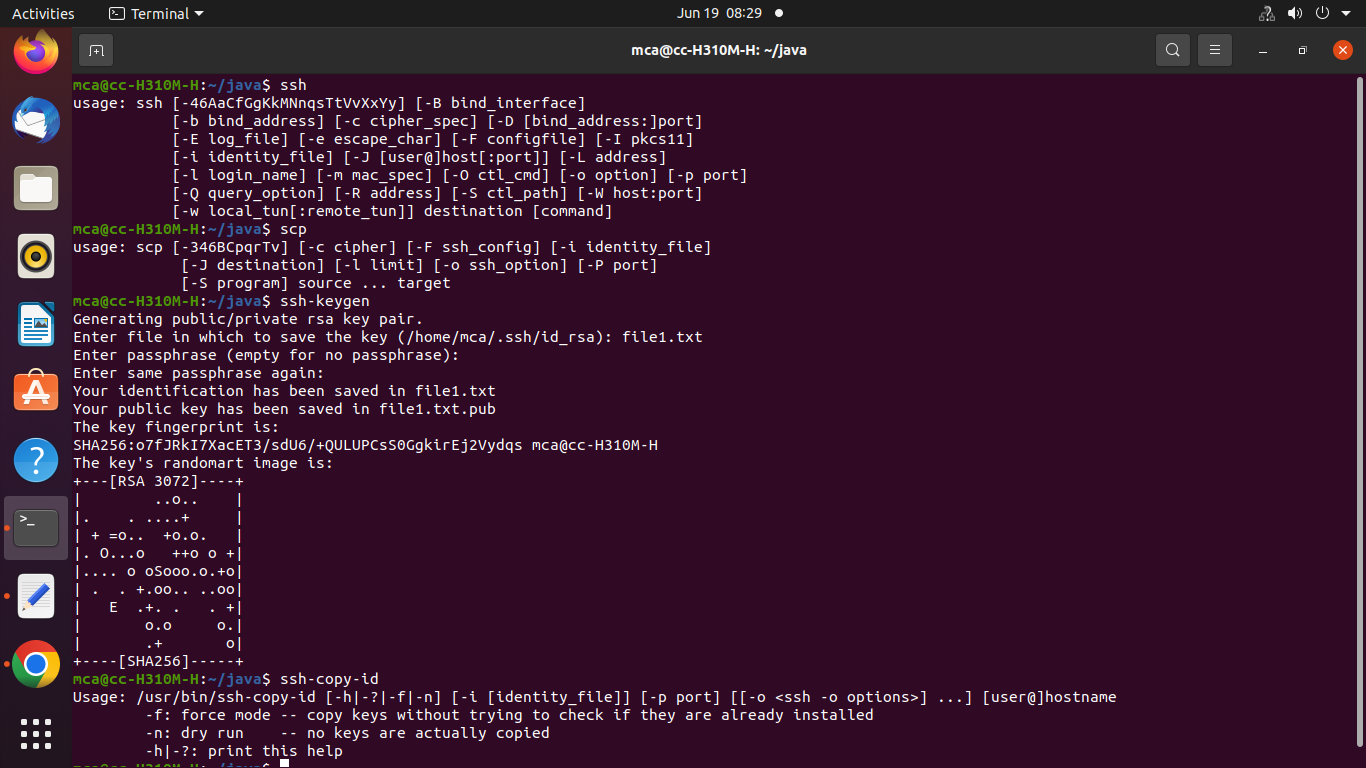 Activities Terminal Jun 19 08:29
mca@cc-H310M-H: ~/java
mca@cc-H310M-H:~/java$ ssh
usage: ssh [-46AaCfGgKkMNnqsTtVvXxYy] [-B bind_interface]
           [-b bind_address] [-c cipher_spec] [-D [bind_address:]port]
           [-E log_file] [-e escape_char] [-F configfile] [-I pkcs11]
           [-i identity_file] [-J [user@]host[:port]] [-L address]
           [-l login_name] [-m mac_spec] [-O ctl_cmd] [-o option] [-p port]
           [-Q query_option] [-R address] [-S ctl_path] [-W host:port]
           [-w local_tun[:remote_tun]] destination [command]
mca@cc-H310M-H:~/java$ scp
usage: scp [-346BCpqrTv] [-c cipher] [-F ssh_config] [-i identity_file]
            [-J destination] [-l limit] [-o ssh_option] [-P port]
            [-S program] source ... target
mca@cc-H310M-H:~/java$ ssh-keygen
Generating public/private rsa key pair.
Enter file in which to save the key (/home/mca/.ssh/id_rsa): file1.txt
Enter passphrase (empty for no passphrase):
Enter same passphrase again:
Your identification has been saved in file1.txt
Your public key has been saved in file1.txt.pub
The key fingerprint is:
SHA256:o7fJRkI7XacET3/sdU6/+QULUPCsS0GgkirEj2Vydqs mca@cc-H310M-H
The key's randomart image is:
+---[RSA 3072]----+
|        ..o..    |
|.    . ....+     |
| + =o..  +o.o.   |
|. O...o   ++o o +|
|.... o oSooo.o.+o|
| .  . +.oo.. ..oo|
|   E  .+. .   . +|
|       o.o     o.|
|       .+       o|
+----[SHA256]-----+
mca@cc-H310M-H:~/java$ ssh-copy-id
Usage: /usr/bin/ssh-copy-id [-h|-?|-f|-n] [-i [identity_file]] [-p port] [[-o <ssh -o options>] ...] [user@]hostname
        -f: force mode -- copy keys without trying to check if they are already installed
        -n: dry run    -- no keys are actually copied
        -h|-?: print this help
mca@cc-H310M-H:~/java$